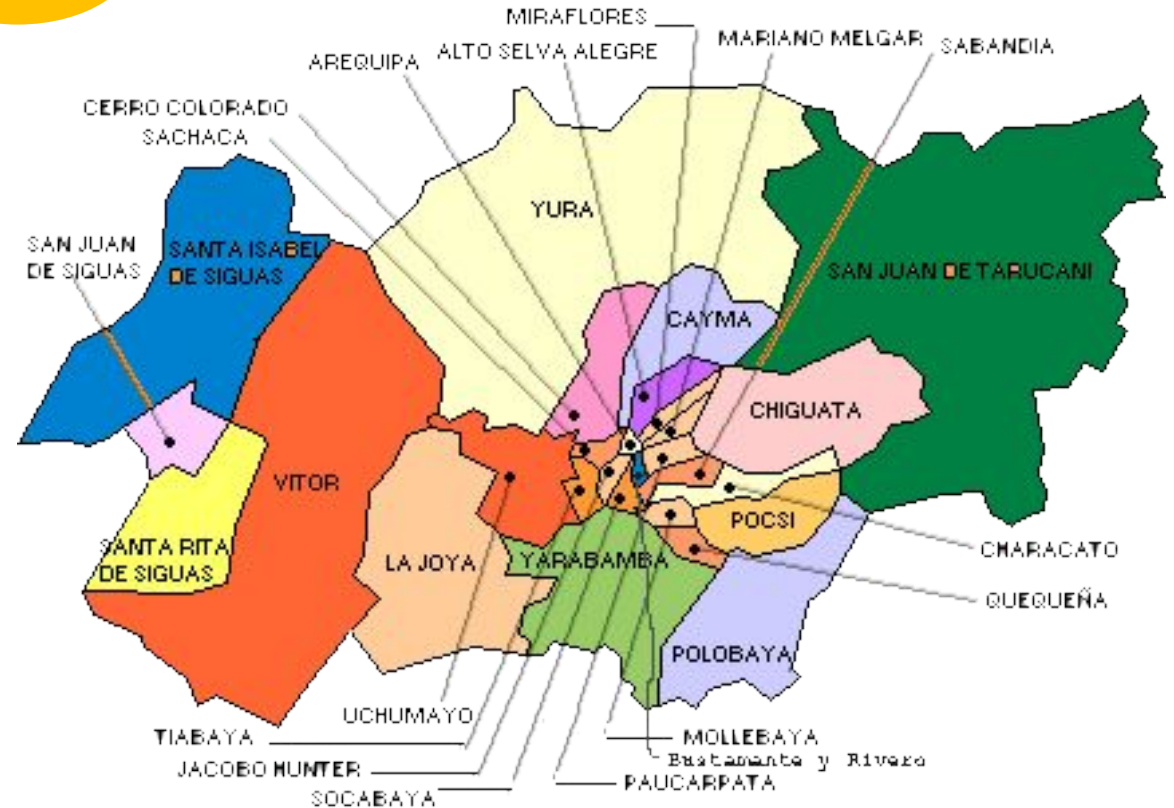 MIRAFLORES
MARIANO MELGAR
SABANDIA
ALTO SELVA ALEGRE
AREQUIPA
CERRO COLORADO
SACHACA
YURA
SAN JUAN
DE SIGUAS
SANTA ISABEL
DE SIGUAS
SAN JUAN DE TARUCANI
CAYMA
CHIGUATA
VITOR
POCSI
SANTA RITA
DE SIGUAS
LA JOYA
YARABAMBA
CHARACATO
QUEQUEÑA
POLOBAYA
UCHUMAYO
TIABAYA
MOLLEBAYA
Bustamante y Rivero
JACOBO HUNTER
PAUCARPATA
SOCABAYA